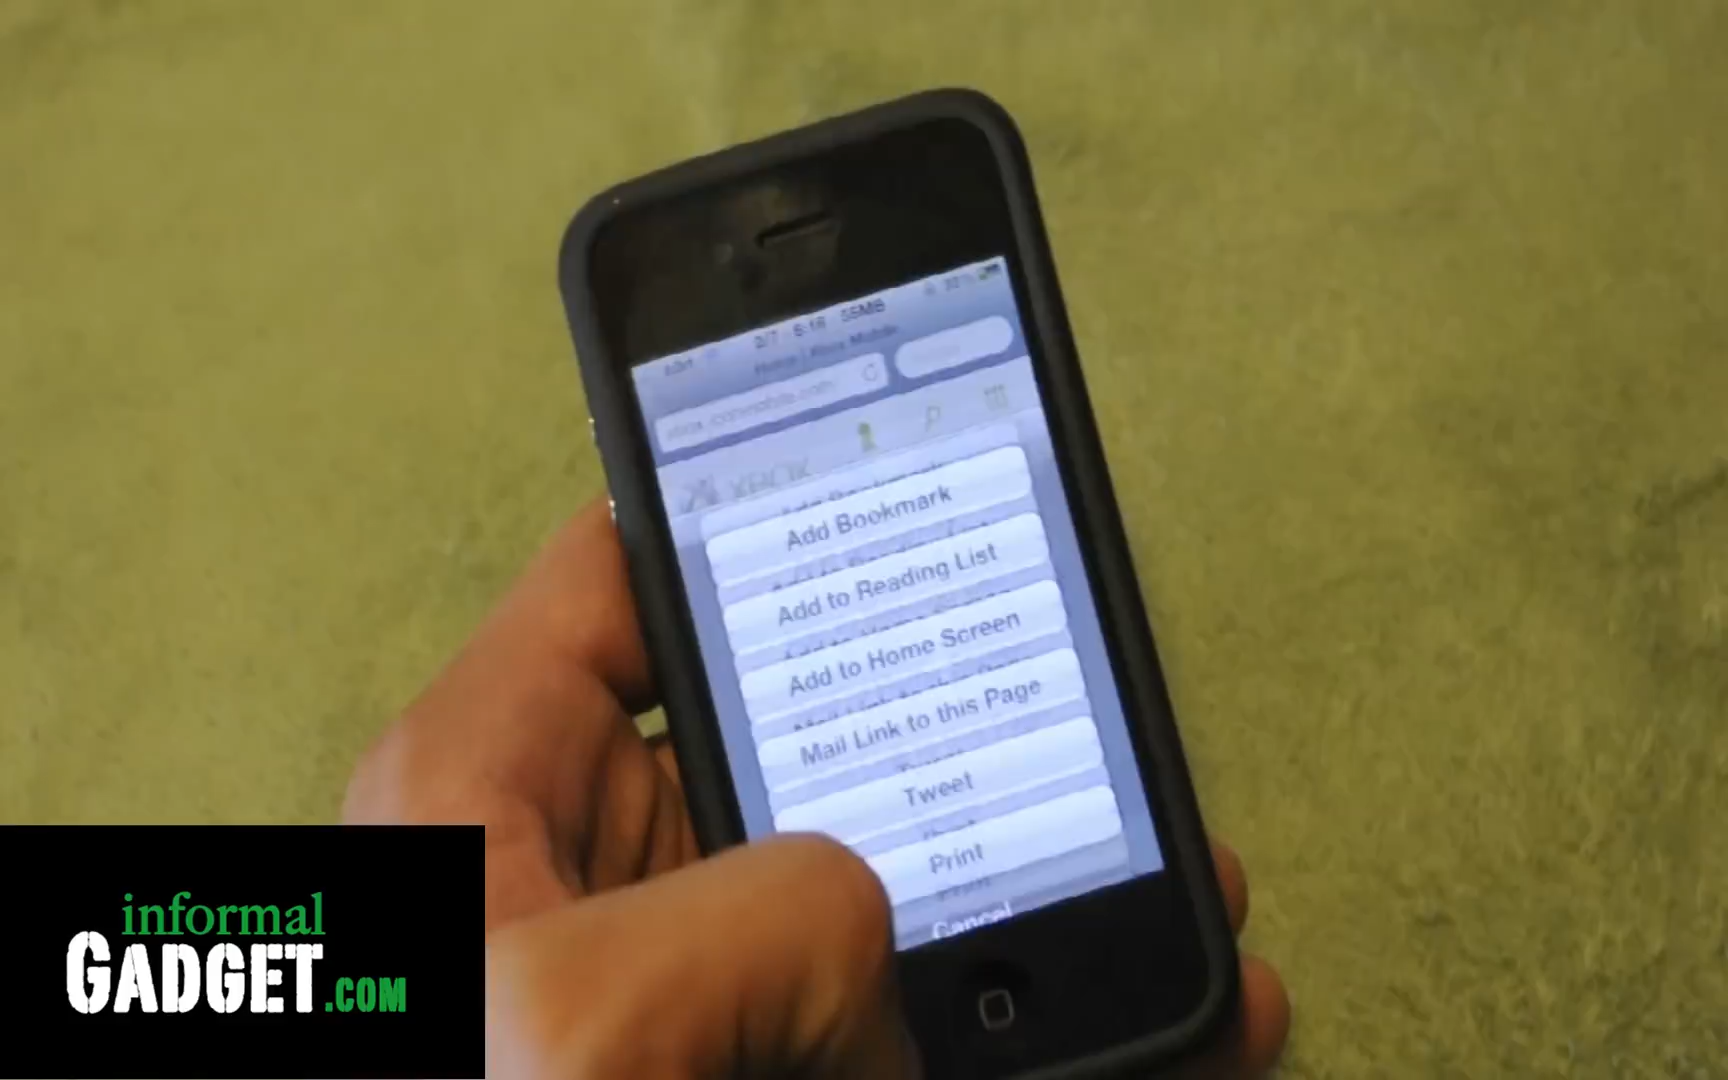 55MB
Add Bookmark
Add to Reading List
Add to Home Screen
Mail Link to this Page
Tweet
Print
Cancel
informal
GADGET.COM